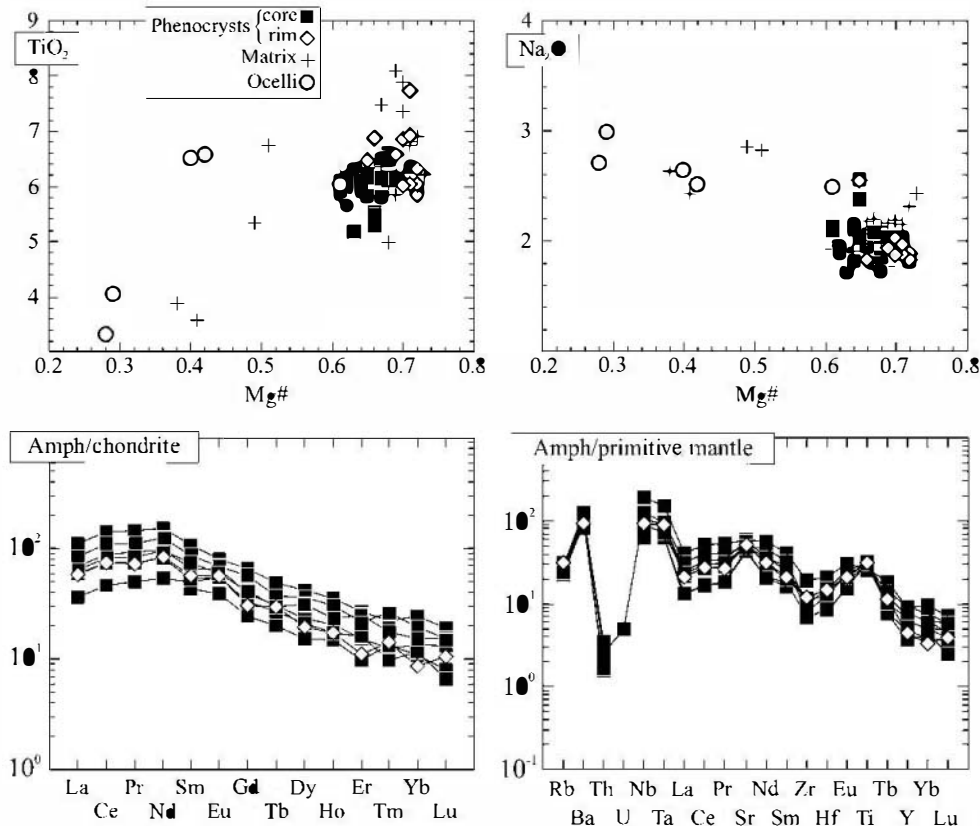 9
8
7
6
5
4
TiO2
Phenocrysts { core
rim
Matrix
Ocelli
0.2 0.3 0.4 0.5 0.6 0.7 0.8
Mg#
4
3
2
Na2O
0.2 0.3 0.4 0.5 0.6 0.7 0.8
Mg#
Amph/chondrite
10^2
10^1
10^0
La Pr Sm Gd Dy Er Yb
Ce Nd Eu Tb Ho Tm Lu
Amph/primitive mantle
10^2
10^1
10^0
10^-1
Rb Th Nb La Pr Nd Zr Eu Tb Yb
Ba U Ta Ce Sr Sm Hf Ti Y Lu